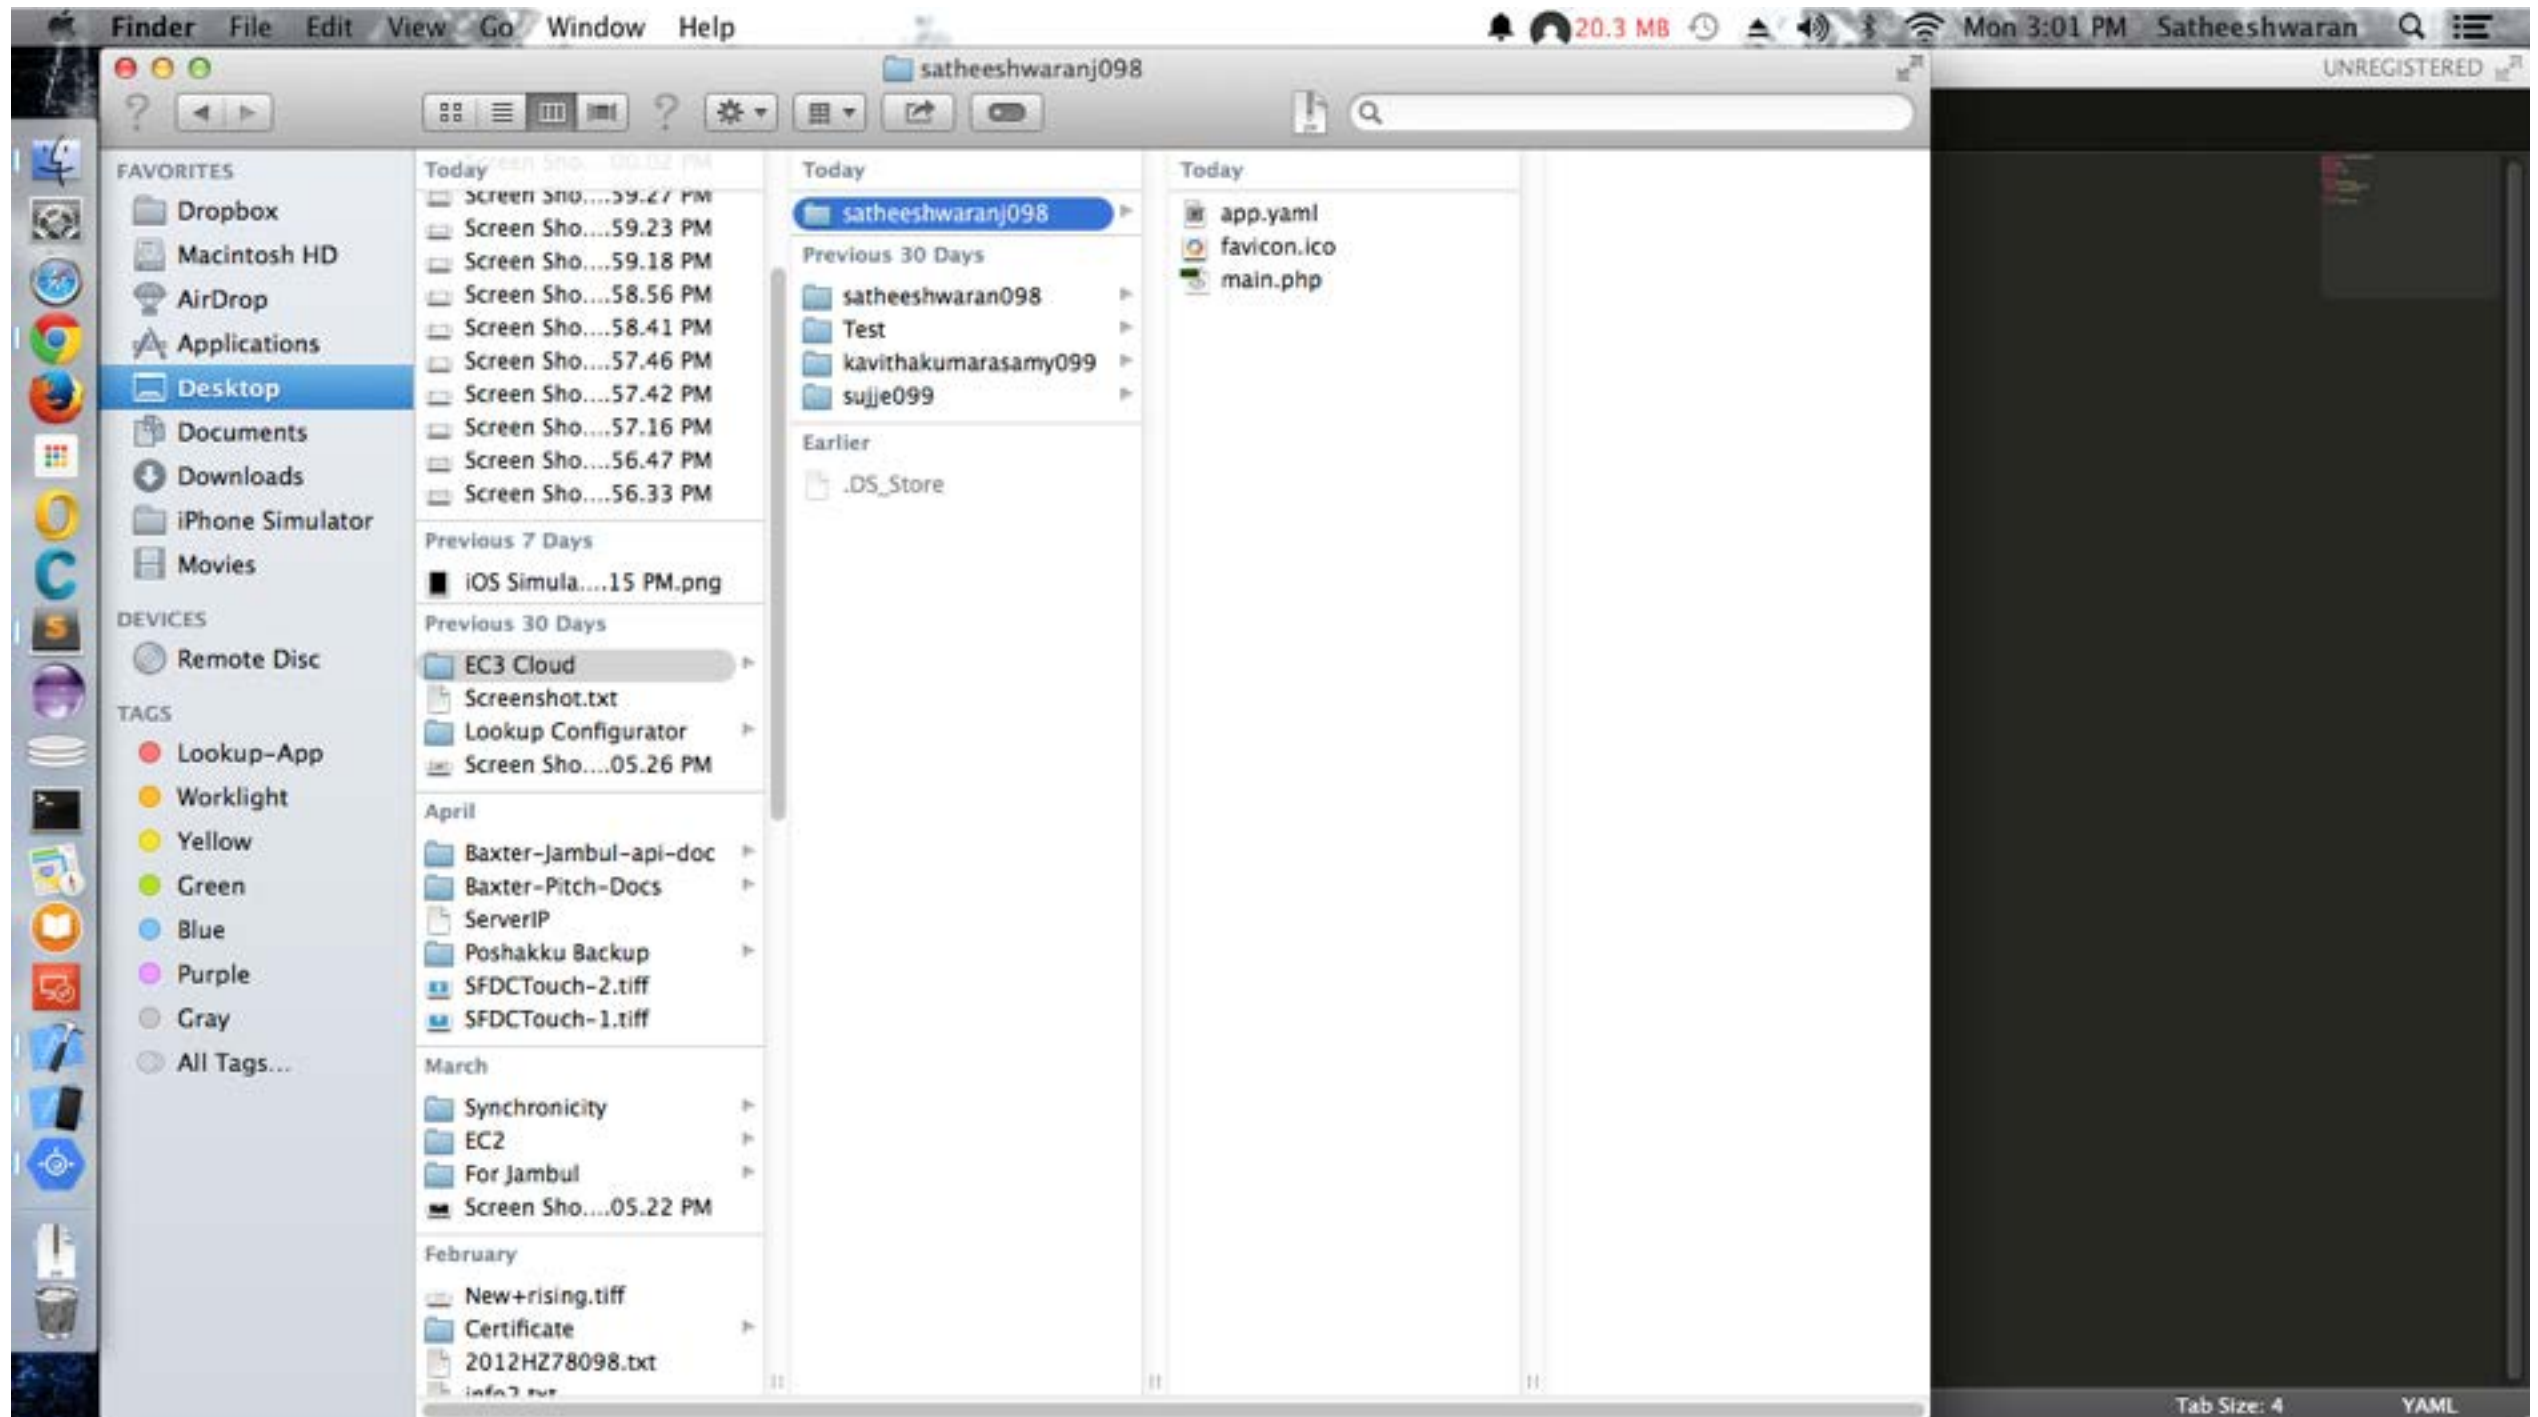 Finder File Edit View Go Window Help 20.3 MB Mon 3:01 PM Satheeshwaran
satheeshwaranj098
UNREGISTERED
FAVORITES
Dropbox
Macintosh HD
AirDrop
Applications
Desktop
Documents
Downloads
iPhone Simulator
Movies
DEVICES
Remote Disc
TAGS
Lookup-App
Worklight
Yellow
Green
Blue
Purple
Gray
All Tags...
Today
Screen Sho....59.27 PM
Screen Sho....59.23 PM
Screen Sho....59.18 PM
Screen Sho....58.56 PM
Screen Sho....58.41 PM
Screen Sho....57.46 PM
Screen Sho....57.42 PM
Screen Sho....57.16 PM
Screen Sho....56.47 PM
Screen Sho....56.33 PM
Previous 7 Days
iOS Simula....15 PM.png
Previous 30 Days
EC3 Cloud
Screenshot.txt
Lookup Configurator
Screen Sho....05.26 PM
April
Baxter-Jambul-api-doc
Baxter-Pitch-Docs
ServerIP
Poshakku Backup
SFDCTouch-2.tiff
SFDCTouch-1.tiff
March
Synchronicity
EC2
For Jambul
Screen Sho....05.22 PM
February
New+rising.tiff
Certificate
2012HZ78098.txt
Today
satheeshwaranj098
Previous 30 Days
satheeshwaran098
Test
kavithakumarasamy099
sujje099
Earlier
.DS_Store
Today
app.yaml
favicon.ico
main.php
Tab Size: 4 YAML